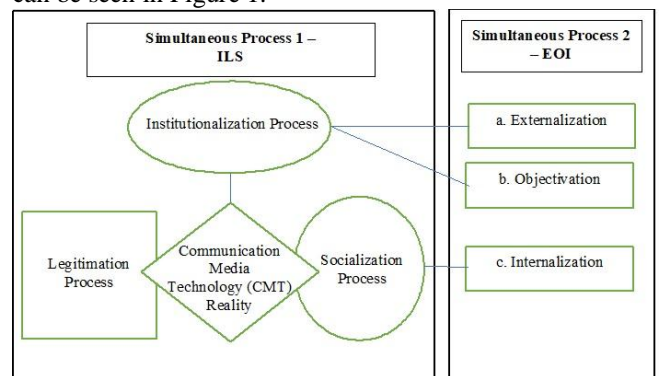 can be seen in Figure 1.
Simultaneous Process 1 –
ILS
Institutionalization Process
Legitimation
Process
Communication
Media
Technology (CMT)
Reality
Socialization
Process
Simultaneous Process 2
– EOI
a. Externalization
b. Objectivation
c. Internalization